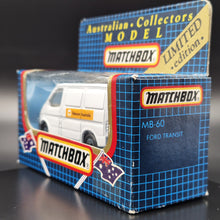 Australian · Collectors
MODEL
MATCHBOX
LIMITED
edition
MATCHBOX
MB-60
FORD TRANSIT
MATCHBOX